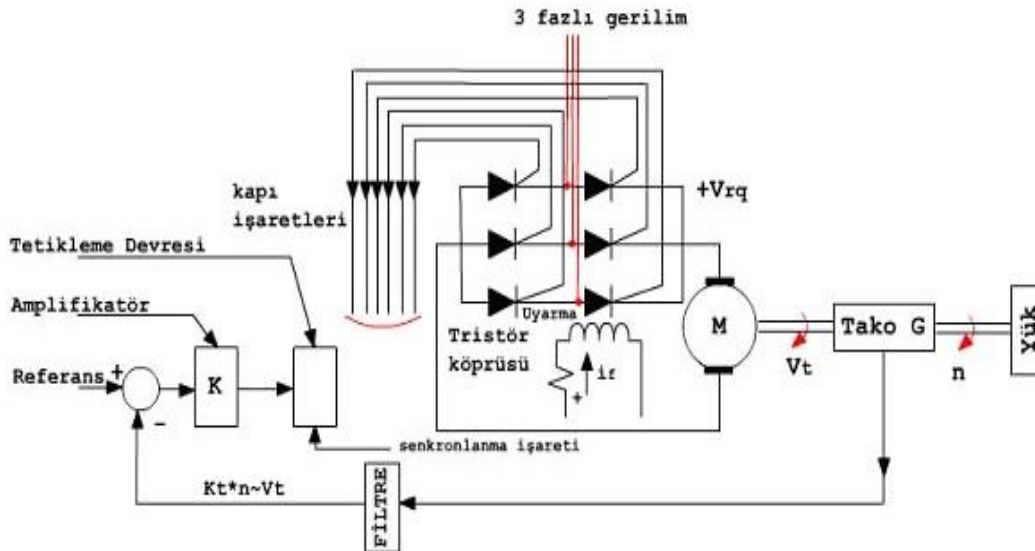 3 fazlı gerilim
kapı
işaretleri
+Vrq
Tetikleme Devresi
Amplifikatör
Uyarma
Tristör
köprüsü
if
+
M
Tako G
Yük
Vt
n
Referans
+
-
K
senkronlanma işareti
Kt*n~Vt
FİLTRE